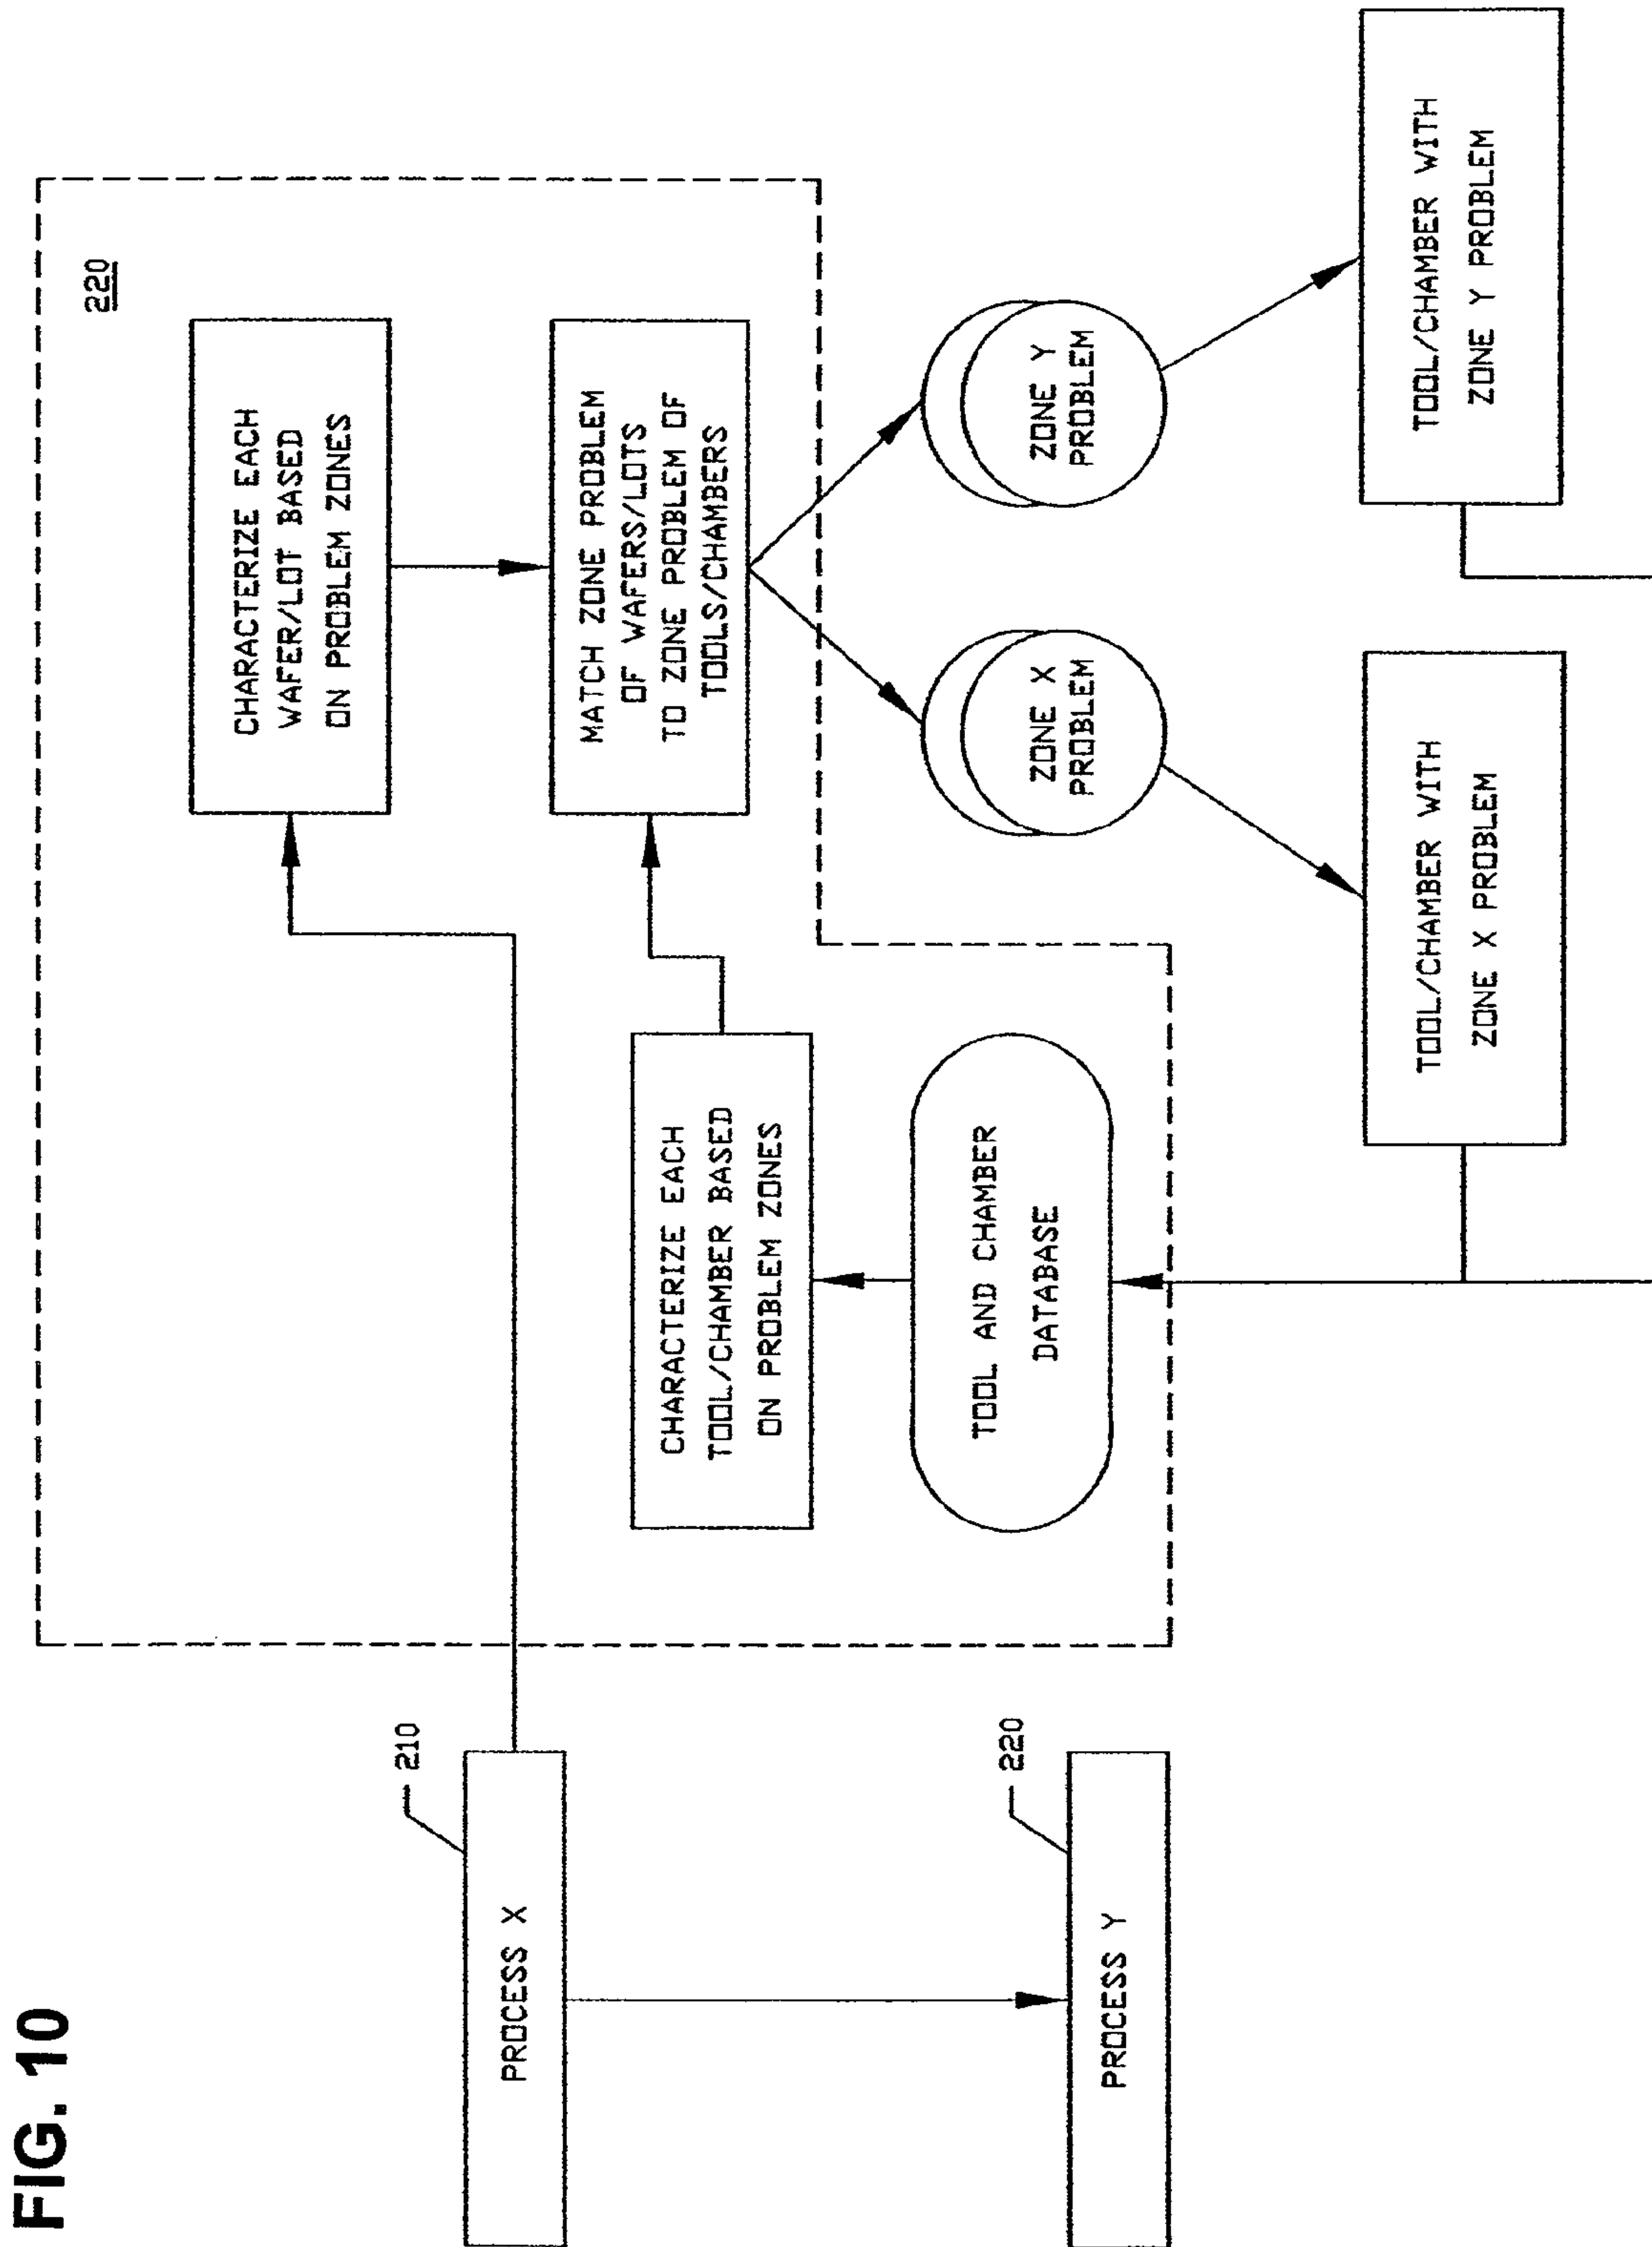 FIG. 10
PROCESS X
210
PROCESS Y
220
220
CHARACTERIZE EACH
WAFER/LOT BASED
ON PROBLEM ZONES
MATCH ZONE PROBLEM
OF WAFERS/LOTS
TO ZONE PROBLEM OF
TOOLS/CHAMBERS
CHARACTERIZE EACH
TOOL/CHAMBER BASED
ON PROBLEM ZONES
TOOL AND CHAMBER
DATABASE
ZONE X
PROBLEM
ZONE Y
PROBLEM
TOOL/CHAMBER WITH
ZONE X PROBLEM
TOOL/CHAMBER WITH
ZONE Y PROBLEM